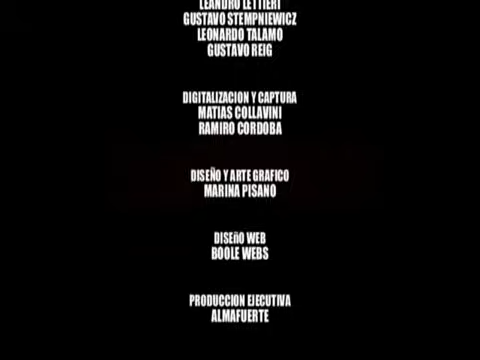 LEANDRO LETTIERI
GUSTAVO STEMPNIEWICZ
LEONARDO TALAMO
GUSTAVO REIG
DIGITALIZACION Y CAPTURA
MATIAS COLLAVINI
RAMIRO CORDOBA
DISEÑO Y ARTE GRAFICO
MARINA PISANO
DISEñO WEB
BOOLE WEBS
PRODUCCION EJECUTIVA
ALMAFUERTE